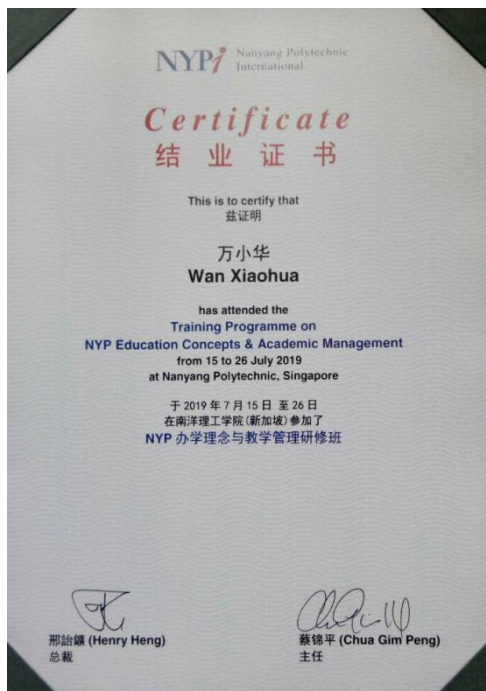 NYPi Nanyang Polytechnic
International
Certificate
结业证书
This is to certify that
兹证明
万小华
Wan Xiaohua
has attended the
Training Programme on
NYP Education Concepts & Academic Management
from 15 to 26 July 2019
at Nanyang Polytechnic, Singapore
于 2019 年 7 月 15 日 至 26 日
在南洋理工学院(新加坡)参加了
NYP 办学理念与教学管理研修班
邢詒鑛 (Henry Heng)
总裁
蔡锦平 (Chua Gim Peng)
主任